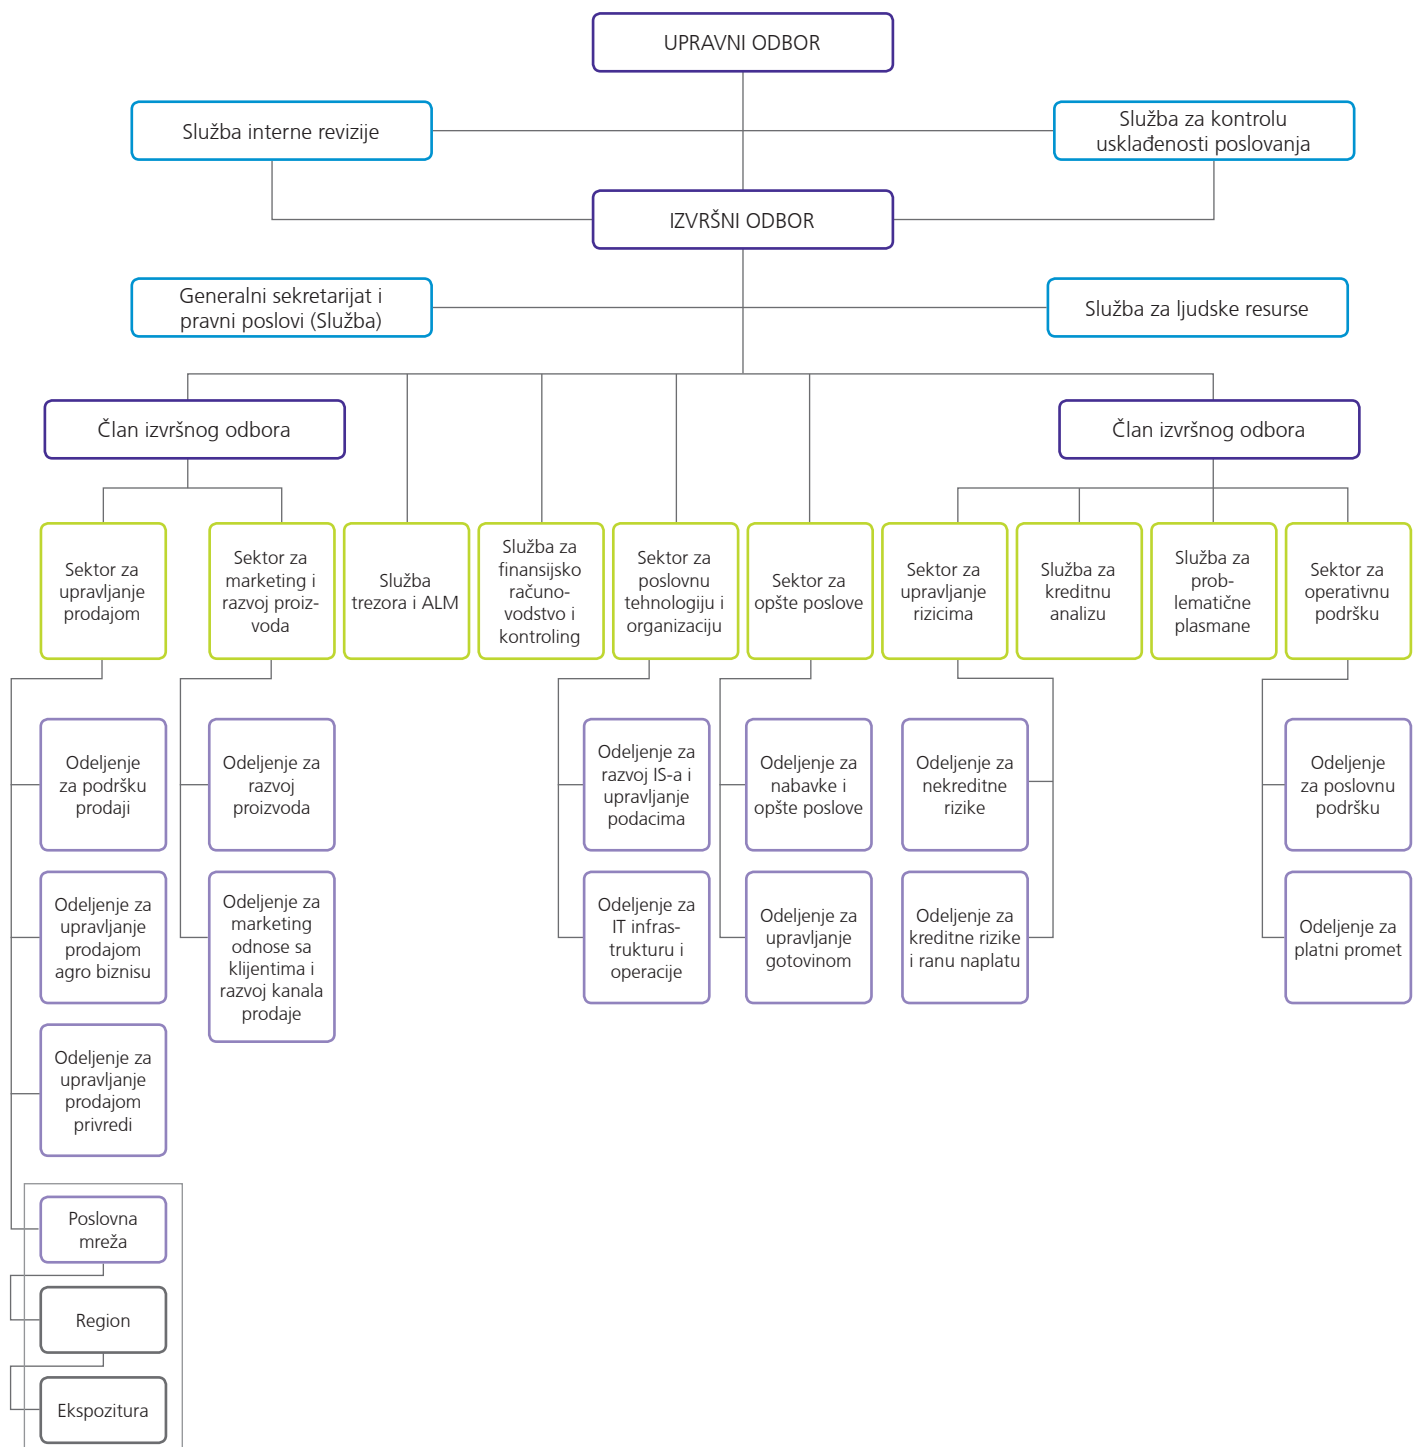 UPRAVNI ODBOR
Služba interne revizije
Služba za kontrolu
usklađenosti poslovanja
IZVRŠNI ODBOR
Generalni sekretarijat i
pravni poslovi (Služba)
Služba za ljudske resurse
Član izvršnog odbora
Član izvršnog odbora
Sektor za
upravljanje
prodajom
Sektor za
marketing i
razvoj proiz-
voda
Služba
trezora i ALM
Služba za
finansijsko
računo-
vodstvo i
kontroling
Sektor za
poslovnu
tehnologiju i
organizaciju
Sektor za
opšte poslove
Sektor za
upravljanje
rizicima
Služba za
kreditnu
analizu
Služba za
prob-
lematične
plasmane
Sektor za
operativnu
podršku
Odeljenje
za podršku
prodaji
Odeljenje za
razvoj
proizvoda
Odeljenje za
razvoj IS-a i
upravljanje
podacima
Odeljenje za
nabavke i
opšte poslove
Odeljenje za
nekreditne
rizike
Odeljenje
za poslovnu
podršku
Odeljenje za
upravljanje
prodajom
agro biznisu
Odeljenje za
marketing
odnose sa
klijentima i
razvoj kanala
prodaje
Odeljenje za
IT infras-
trukturu i
operacije
Odeljenje za
upravljanje
gotovinom
Odeljenje za
kreditne rizike
i ranu naplatu
Odeljenje za
platni promet
Odeljenje za
upravljanje
prodajom
privredi
Poslovna
mreža
Region
Ekspozitura